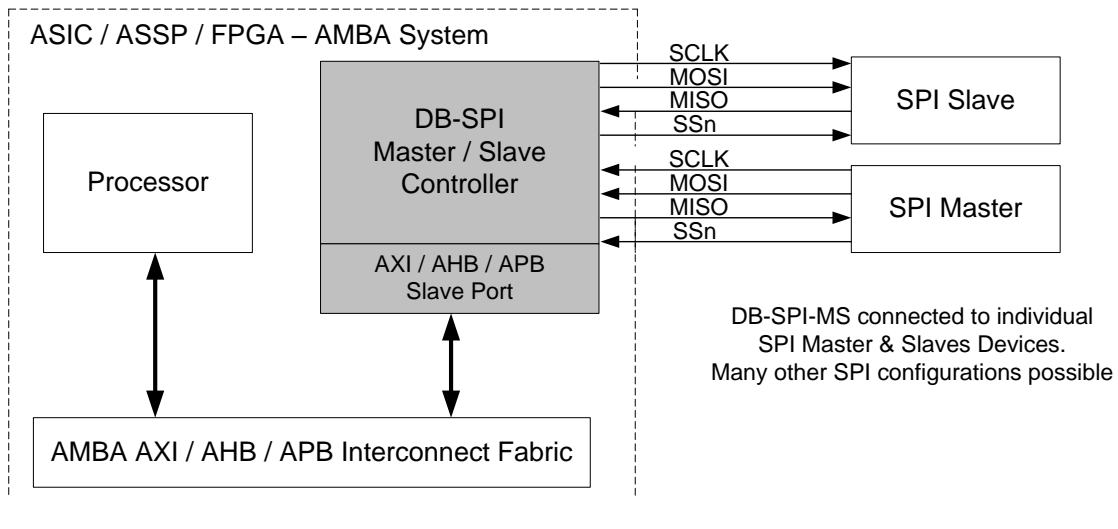 ASIC / ASSP / FPGA – AMBA System
Processor
DB-SPI
Master / Slave
Controller
AXI / AHB / APB
Slave Port
SCLK
MOSI
MISO
SSn
SPI Slave
SCLK
MOSI
MISO
SSn
SPI Master
DB-SPI-MS connected to individual
SPI Master & Slaves Devices.
Many other SPI configurations possible
AMBA AXI / AHB / APB Interconnect Fabric